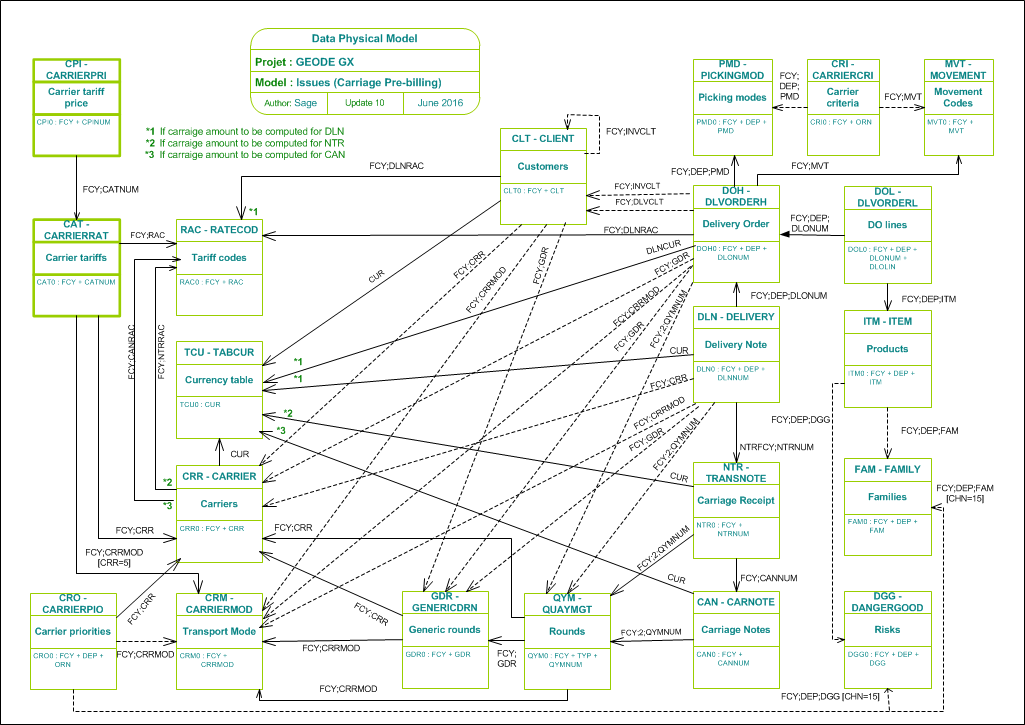 Data Physical Model
Projet : GEODE GX
Model : Issues (Carriage Pre-billing)
Author: Sage
Update 10
June 2016
*1 If carraige amount to be computed for DLN
*2 If carraige amount to be computed for NTR
*3 If carraige amount to be computed for CAN
CPI -
CARRIERPRI
Carrier tariff
price
CPI0 : FCY + CPINUM
FCY;CATNUM
CAT -
CARRIERRAT
Carrier tariffs
CAT0 : FCY + CATNUM
FCY;RAC
RAC - RATECOD
Tariff codes
RAC0 : FCY + RAC
*1
FCY;DLNRAC
CLT - CLIENT
Customers
CLT0 : FCY + CLT
FCY;INVCLT
PMD -
PICKINGMOD
Picking modes
PMD0 : FCY + DEP +
PMD
FCY;
DEP;
PMD
CRI -
CARRIERCRI
Carrier
criteria
CRI0 : FCY + ORN
FCY;MVT
MVT -
MOVEMENT
Movement
Codes
MVT0 : FCY +
MVT
FCY;DEP;PMD
FCY;MVT
FCY;INVCLT
FCY;DLVCLT
FCY;DLNRAC
DOH -
DLVORDERH
Delivery Order
DOH0 : FCY + DEP +
DLONUM
FCY;DEP;
DLONUM
DOL -
DLVORDERL
DO lines
DOL0 : FCY + DEP +
DLONUM +
DLOLIN
CUR
FCY;CRR
FCY;CRRMOD
FCY;GDR
DLNCUR
FCY;GDR
FCY;CRRMOD
FCY;GDR
FCY;2;QYMNUM
FCY;DEP;DLONUM
FCY;DEP;ITM
FCY;CANRAC
FCY;NTRRAC
TCU - TABCUR
Currency table
TCU0 : CUR
*1
*1
*2
*3
DLN - DELIVERY
Delivery Note
DLN0 : FCY + DEP +
DLNNUM
CUR
FCY;CRR
FCY;CRRMOD
FCY;GDR
FCY;2;QYMNUM
ITM - ITEM
Products
ITM0 : FCY + DEP +
ITM
FCY;DEP;DGG
FCY;DEP;FAM
CUR
CRR - CARRIER
Carriers
CRR0 : FCY + CRR
*2
*3
FCY;CRR
FCY;CRR
NTRFCY;NTRNUM
CUR
NTR -
TRANSNOTE
Carriage Receipt
NTR0 : FCY +
NTRNUM
FAM - FAMILY
Families
FAM0 : FCY + DEP +
FAM
FCY;DEP;FAM
[CHN=15]
FCY;CRRMOD
[CRR=5]
FCY;2;QYMNUM
CUR
FCY;CANNUM
CRO -
CARRIERPIO
Carrier priorities
CRO0 : FCY + DEP +
ORN
FCY;CRR
FCY;CRRMOD
CRM -
CARRIERMOD
Transport Mode
CRM0 : FCY +
CRRMOD
FCY;CRR
FCY;CRRMOD
GDR -
GENERICDRN
Generic rounds
GDR0 : FCY + GDR
FCY;
GDR
QYM -
QUAYMGT
Rounds
QYM0 : FCY + TYP +
QYMNUM
FCY;2;QYMNUM
CAN - CARNOTE
Carriage Notes
CAN0 : FCY +
CANNUM
DGG -
DANGERGOOD
Risks
DGG0 : FCY + DEP +
DGG
FCY;CRRMOD
FCY;DEP;DGG [CHN=15]